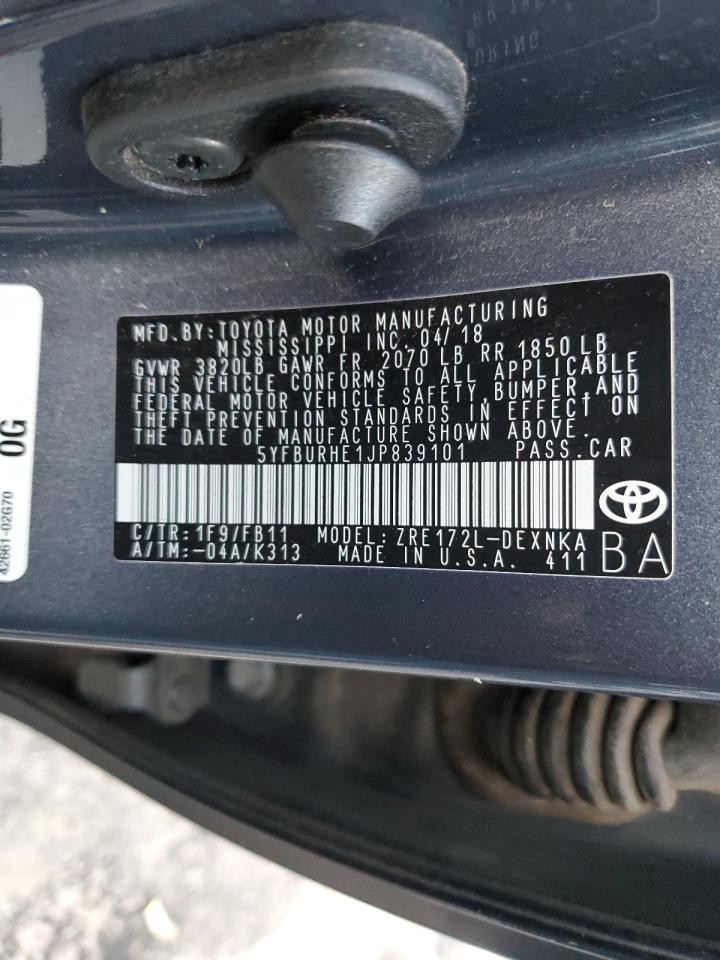 MFD.BY:TOYOTA MOTOR MANUFACTURING
MISSISSIPPI INC. 04/18
GVWR 3820LB GAWR FR 2070 LB RR 1850 LB
THIS VEHICLE CONFORMS TO ALL APPLICABLE
FEDERAL MOTOR VEHICLE SAFETY,BUMPER,AND
THEFT PREVENTION STANDARDS IN EFFECT ON
THE DATE OF MANUFACTURE SHOWN ABOVE.
5YFBURHE1JP839101 PASS.CAR
C/TR: 1F9/FB11 MODEL: ZRE172L-DEXNKA
A/TM:-04A/K313 MADE IN U.S.A. 411
BA
0G
42661-02G70